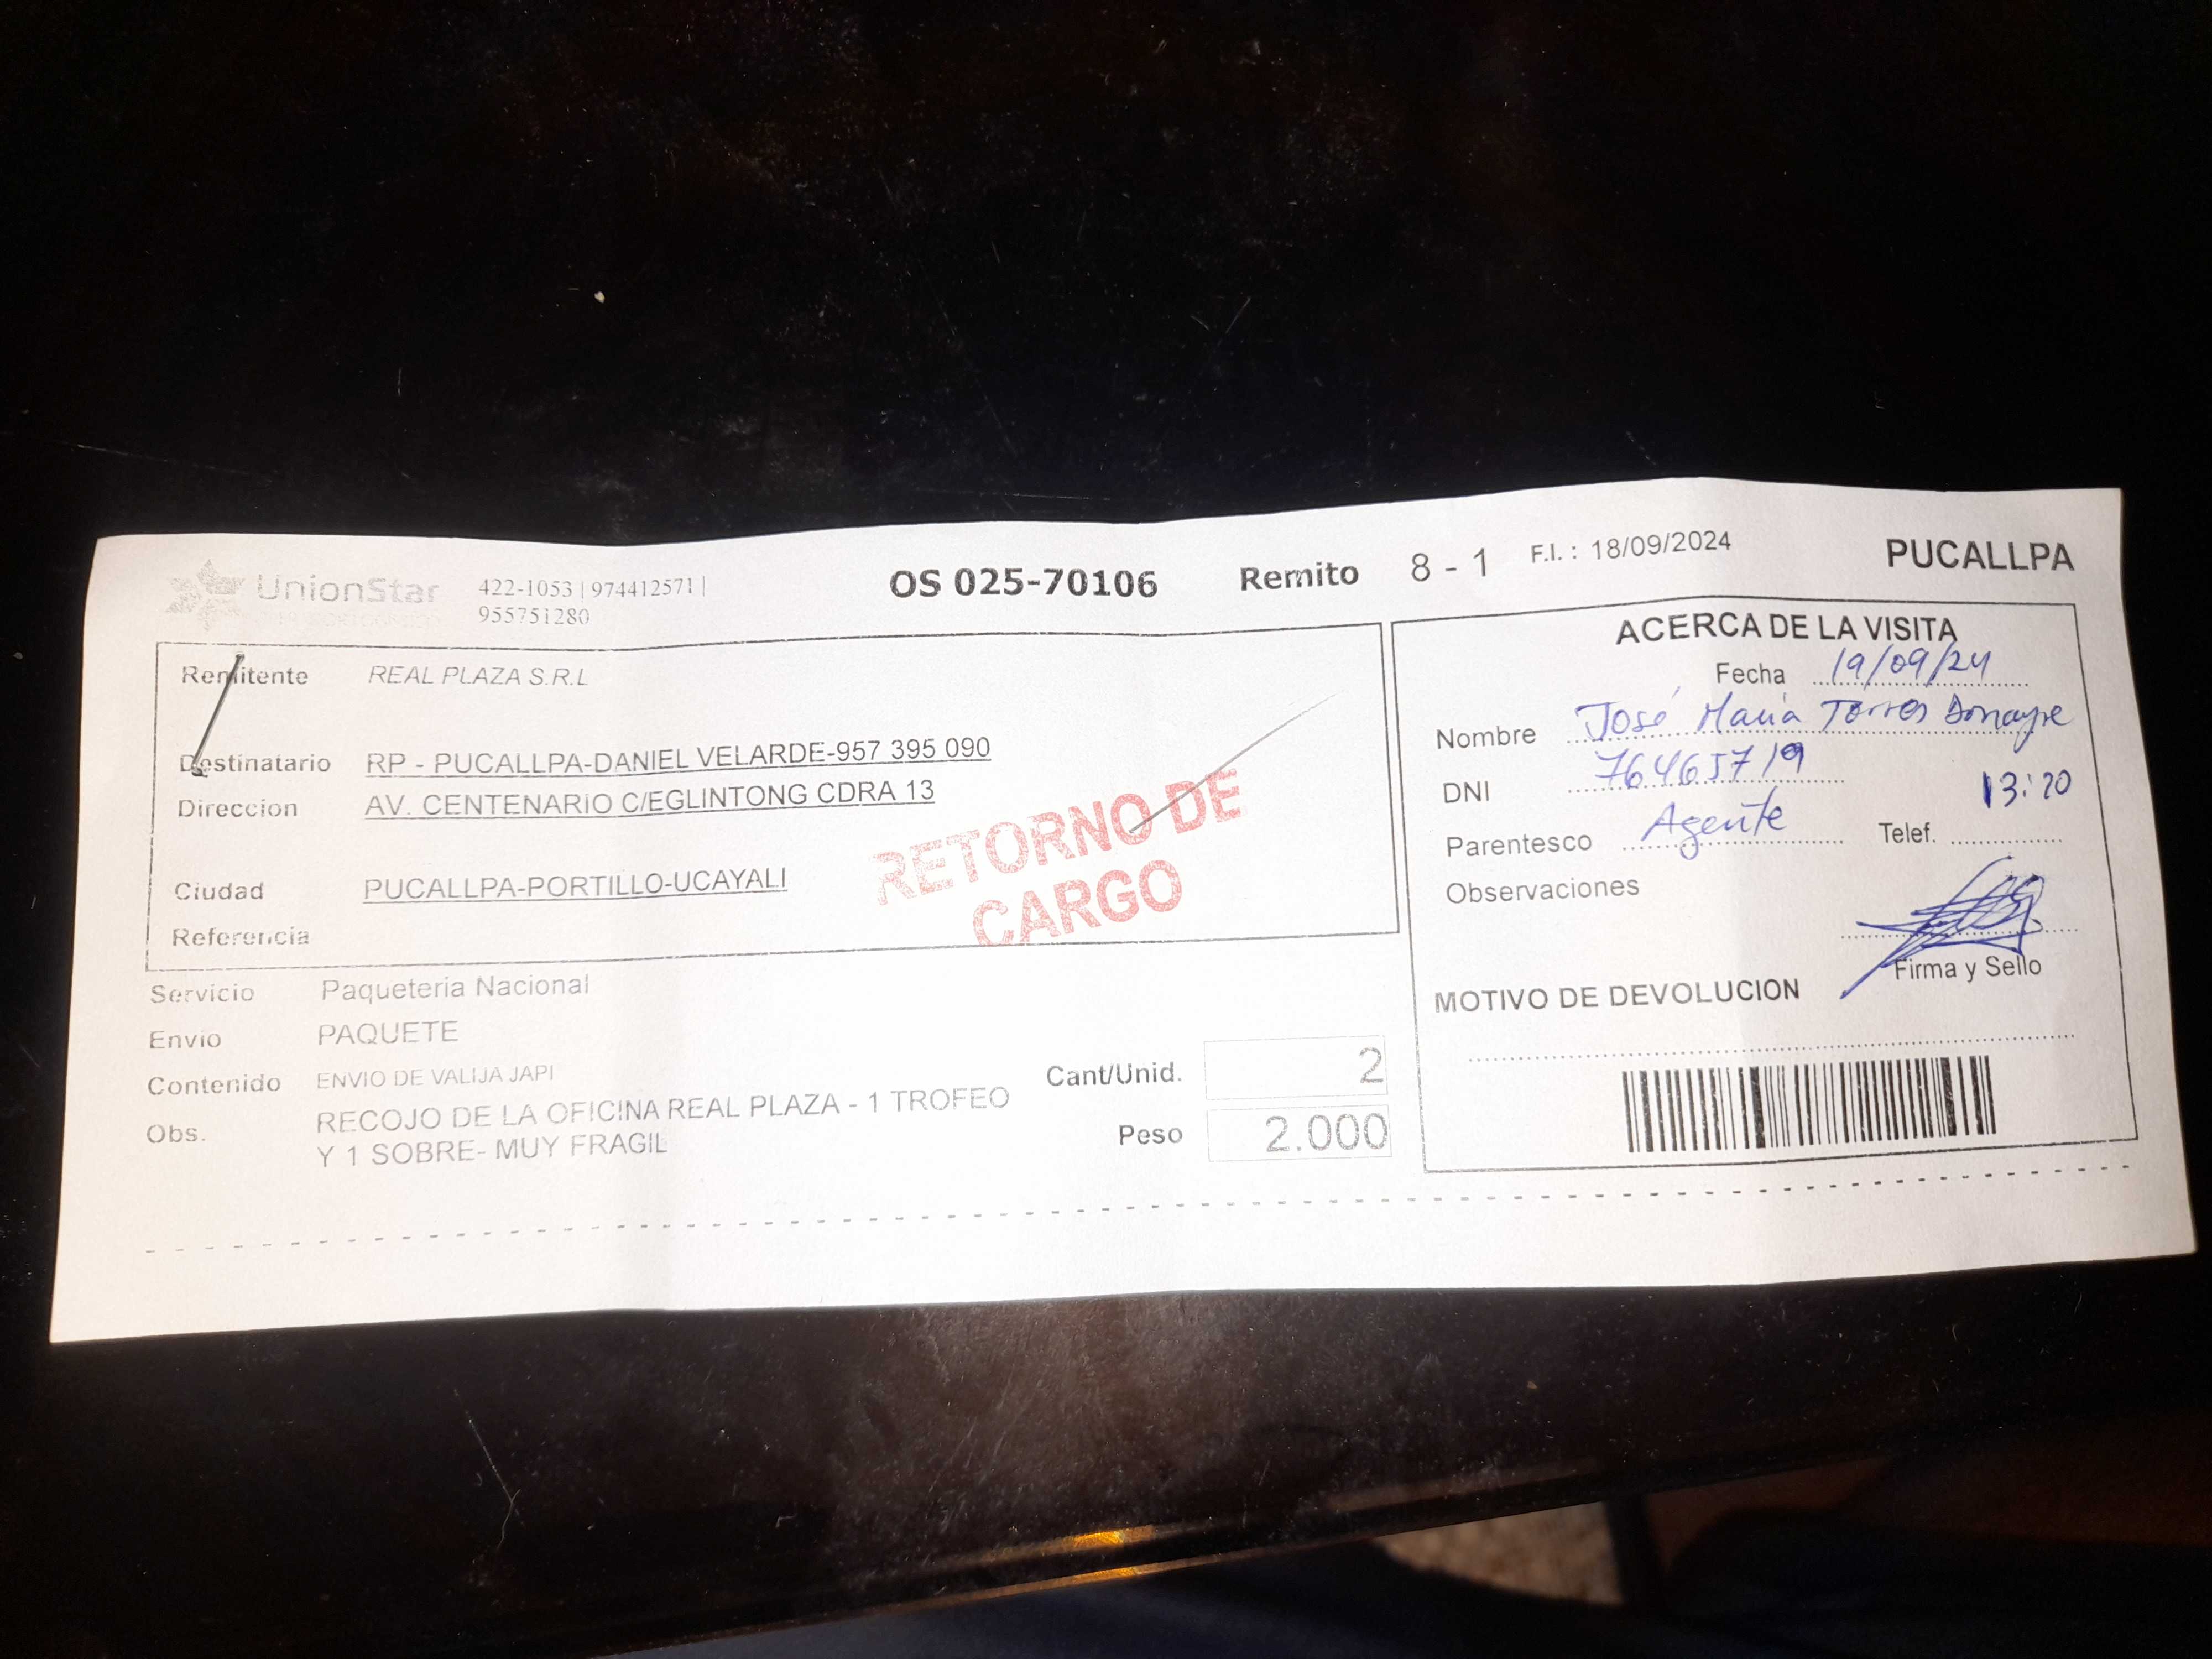 UnionStar
422-1053 | 974412571 |
955751280
OS 025-70106 Remito 8 - 1 F.I. : 18/09/2024 PUCALLPA
Remitente REAL PLAZA S.R.L
Destinatario RP - PUCALLPA-DANIEL VELARDE-957 395 090
Direccion AV. CENTENARIO C/EGLINTONG CDRA 13
Ciudad PUCALLPA-PORTILLO-UCAYALI
Referencia
RETORNO DE
CARGO
Servicio Paqueteria Nacional
Envio PAQUETE
Contenido ENVIO DE VALIJA JAPI
Obs. RECOJO DE LA OFICINA REAL PLAZA - 1 TROFEO
Y 1 SOBRE- MUY FRAGIL
Cant/Unid. 2
Peso 2.000
ACERCA DE LA VISITA
Fecha 19/09/24
Nombre José María Torres Donayre
DNI 76465719
13:20
Parentesco Agente Telef.
Observaciones
Firma y Sello
MOTIVO DE DEVOLUCION